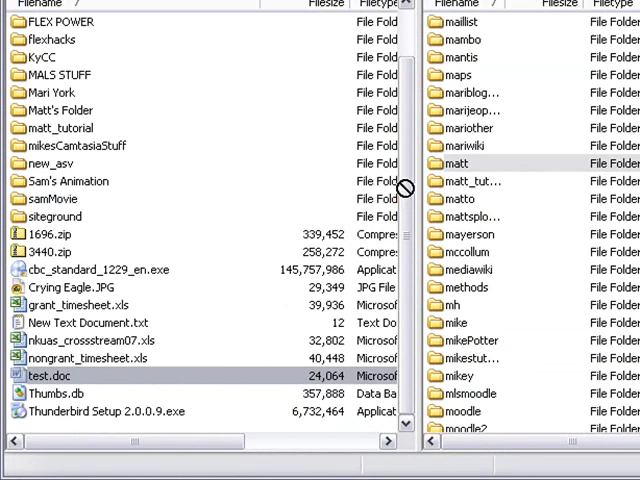 Filename / Filesize Filetype
FLEX POWER File Fold
flexhacks File Fold
KyCC File Fold
MALS STUFF File Fold
Mari York File Fold
Matt's Folder File Fold
matt_tutorial File Fold
mikesCamtasiaStuff File Fold
new_asv File Fold
Sam's Animation File Fold
samMovie File Fold
siteground File Fold
1696.zip 339,452 Compres
3440.zip 258,272 Compres
cbc_standard_1229_en.exe 145,757,986 Applicat
Crying Eagle.JPG 29,349 JPG File
grant_timesheet.xls 39,936 Microsof
New Text Document.txt 12 Text Do
nkuas_crossstream07.xls 32,802 Microsof
nongrant_timesheet.xls 40,448 Microsof
test.doc 24,064 Microsof
Thumbs.db 357,888 Data Ba
Thunderbird Setup 2.0.0.9.exe 6,732,464 Applicat
Filename / Filesize Filetype
maillist File Folder
mambo File Folder
mantis File Folder
maps File Folder
mariblog... File Folder
marijeop... File Folder
mariother File Folder
mariwiki File Folder
matt File Folder
matt_tut... File Folder
matto File Folder
mattsplo... File Folder
mayerson File Folder
mccollum File Folder
mediawiki File Folder
methods File Folder
mh File Folder
mike File Folder
mikePotter File Folder
mikestut... File Folder
mikey File Folder
mlsmoodle File Folder
moodle File Folder
moodle2 File Folder